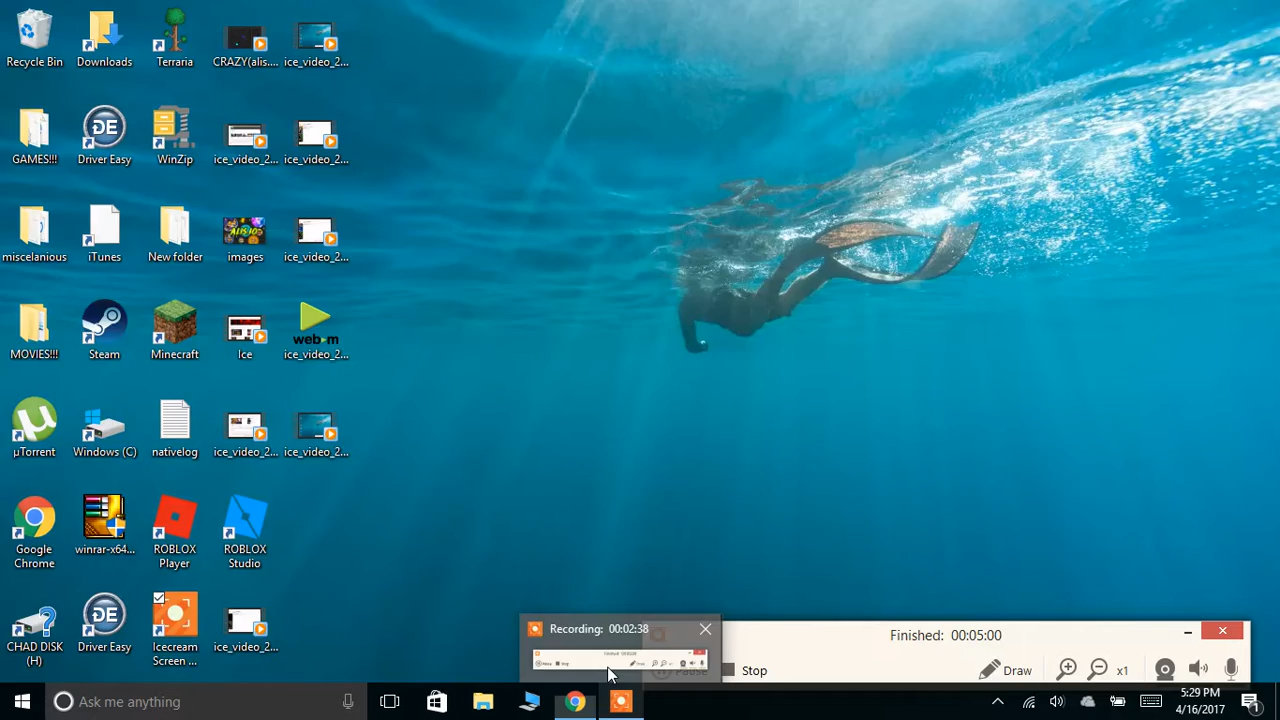 Recycle Bin
Downloads
Terraria
CRAZY(alis....
ice_video_2...
GAMES!!!
Driver Easy
WinZip
ice_video_2...
ice_video_2...
miscelanious
iTunes
New folder
images
ice_video_2...
MOVIES!!!
Steam
Minecraft
Ice
web-m
ice_video_2...
µTorrent
Windows (C)
nativelog
ice_video_2...
ice_video_2...
Google
Chrome
winrar-x64...
ROBLOX
Player
ROBLOX
Studio
CHAD DISK
(H)
Driver Easy
Icecream
Screen ...
ice_video_2...
Recording: 00:02:38
Finished: 00:05:00
Pause
Stop
Draw
x1
Ask me anything
5:29 PM
4/16/2017
1